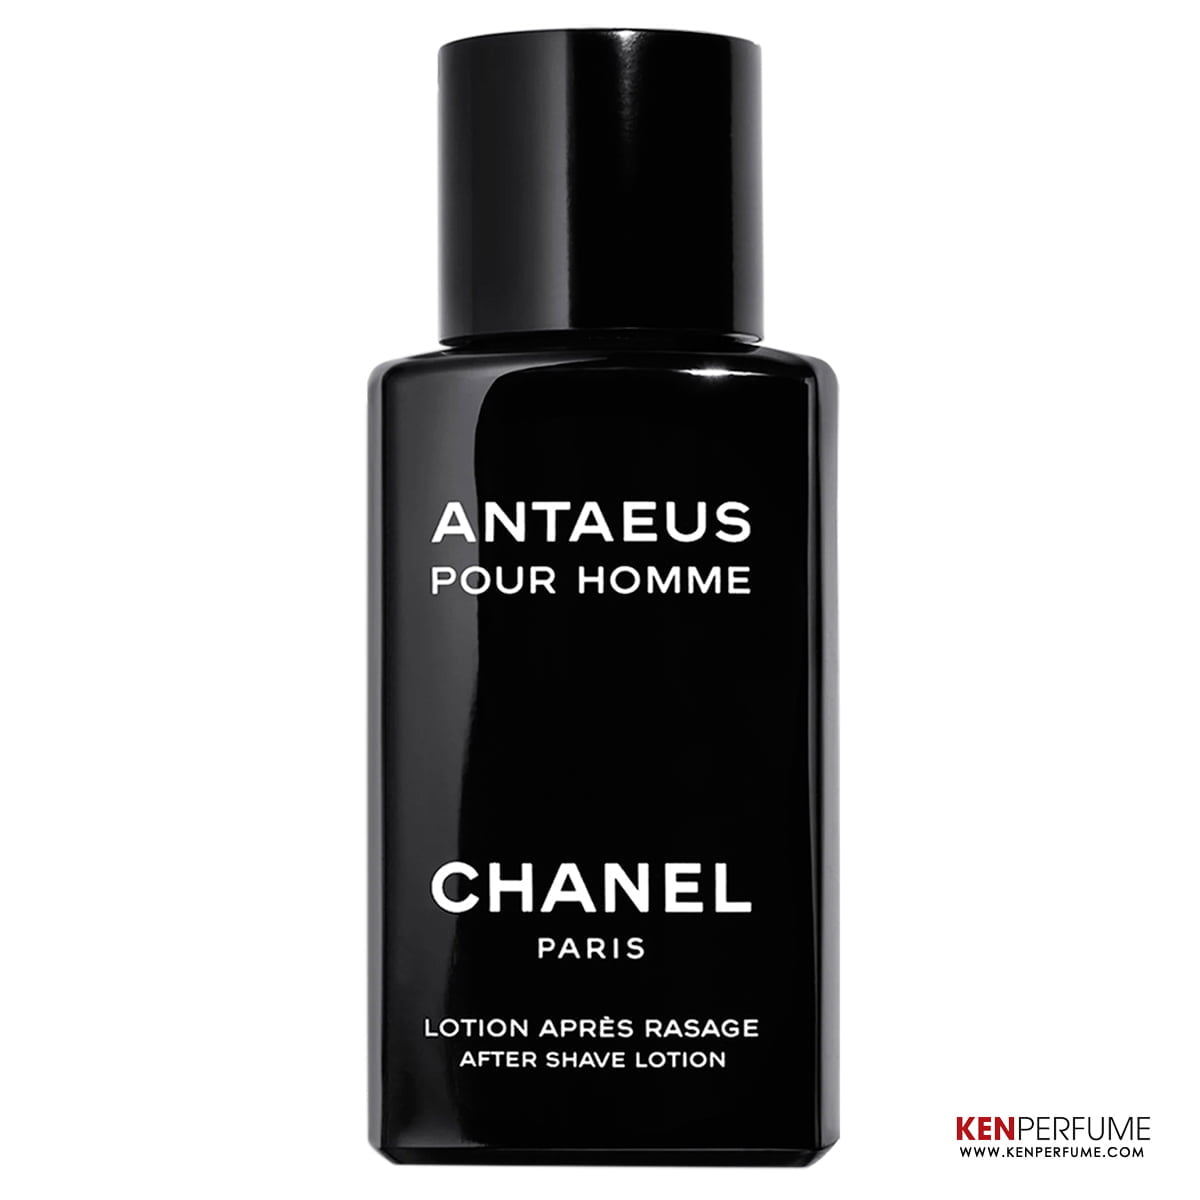 ANTAEUS
POUR HOMME
CHANEL
PARIS
LOTION APRÈS RASAGE
AFTER SHAVE LOTION
KENPERFUME
WWW.KENPERFUME.COM